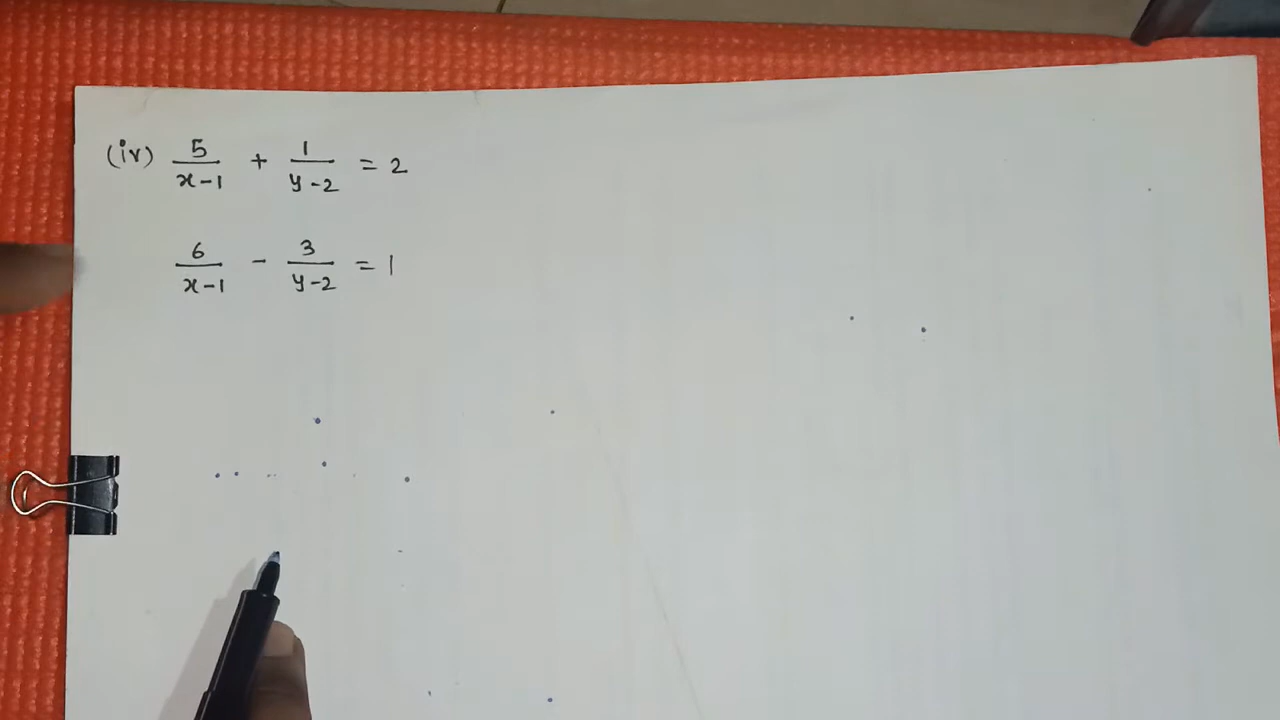 (iv) 5/(x-1) + 1/(y-2) = 2
6/(x-1) - 3/(y-2) = 1